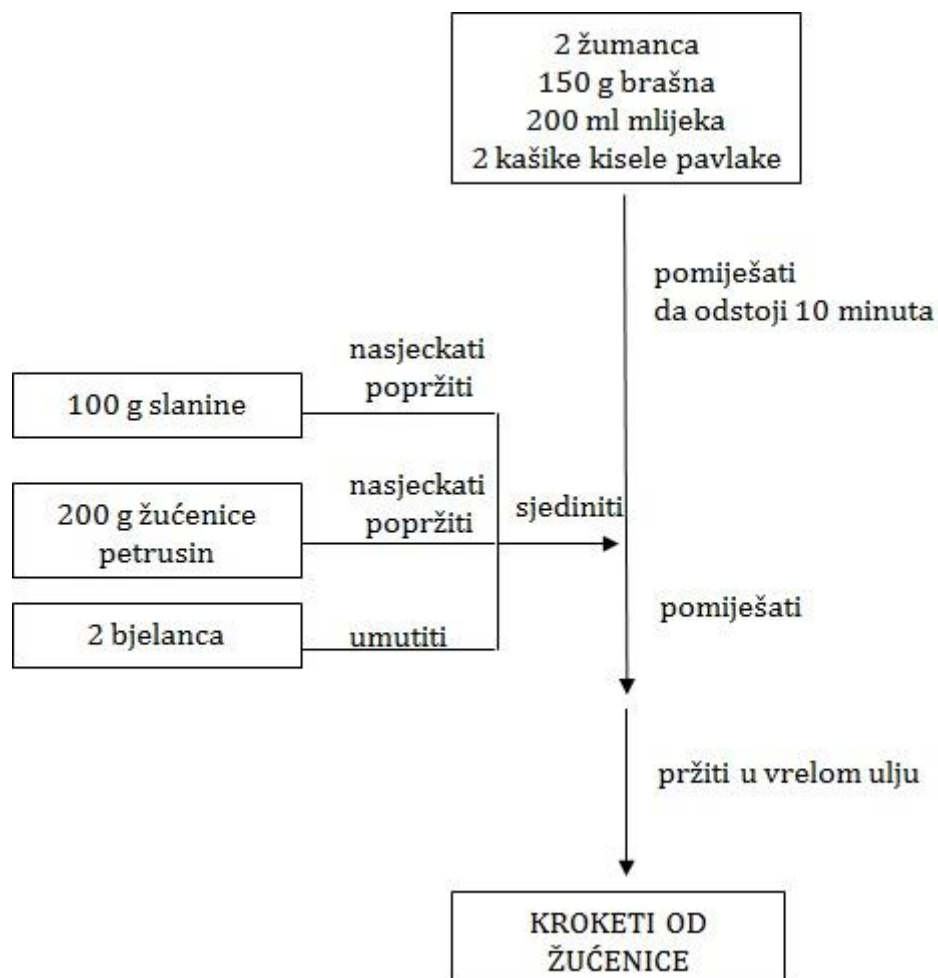 2 žumanca
150 g brašna
200 ml mlijeka
2 kašike kisele pavlake
pomiješati
da odstoji 10 minuta
nasjeckati
popržiti
100 g slanine
nasjeckati
popržiti
200 g žućenice
petrusin
sjediniti
2 bjelanca
umutiti
pomiješati
pržiti u vrelom ulju
KROKETI OD
ŽUĆENICE